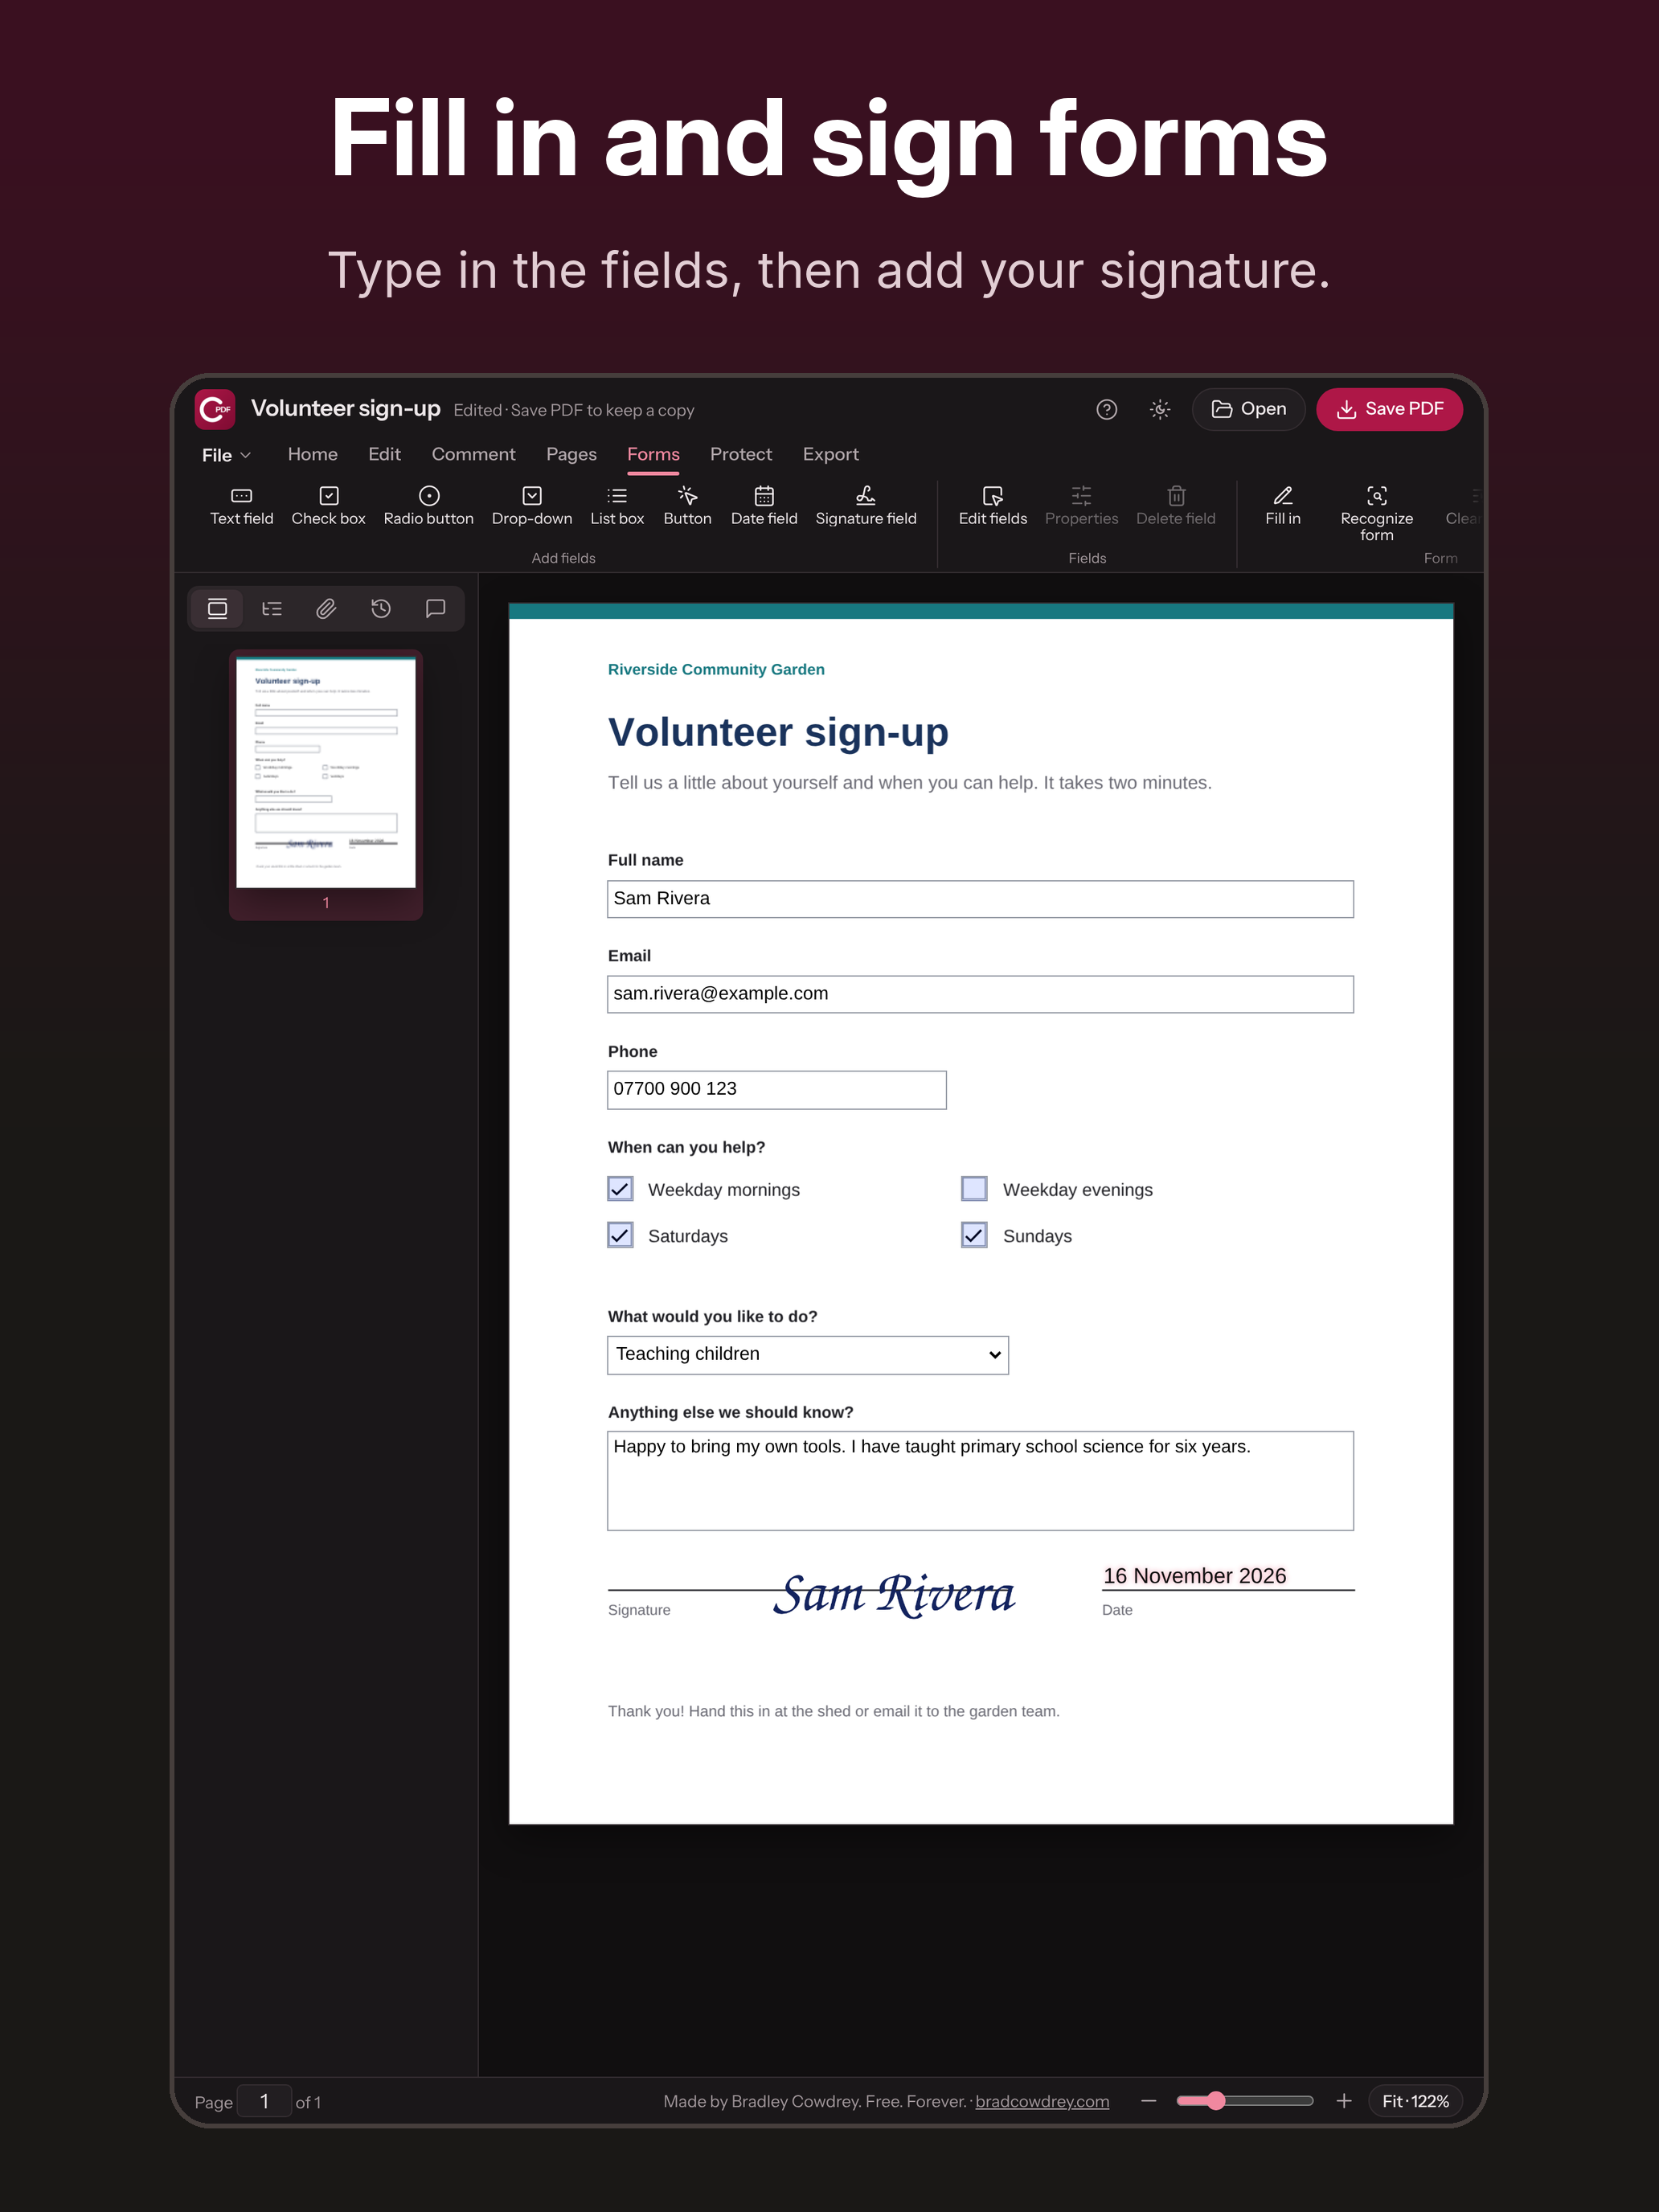 Fill in and sign forms
Type in the fields, then add your signature.
C PDF
Volunteer sign-up Edited · Save PDF to keep a copy
Open
Save PDF
File Home Edit Comment Pages Forms Protect Export
Text field Check box Radio button Drop-down List box Button Date field Signature field
Add fields
Edit fields Properties Delete field
Fields
Fill in Recognize form Clear
Form
1
Riverside Community Garden
Volunteer sign-up
Tell us a little about yourself and when you can help. It takes two minutes.
Full name
Sam Rivera
Email
sam.rivera@example.com
Phone
07700 900 123
When can you help?
Weekday mornings Weekday evenings
Saturdays Sundays
What would you like to do?
Teaching children
Anything else we should know?
Happy to bring my own tools. I have taught primary school science for six years.
Sam Rivera 16 November 2026
Signature Date
Thank you! Hand this in at the shed or email it to the garden team.
Page 1 of 1
Made by Bradley Cowdrey. Free. Forever. · bradcowdrey.com
Fit · 122%